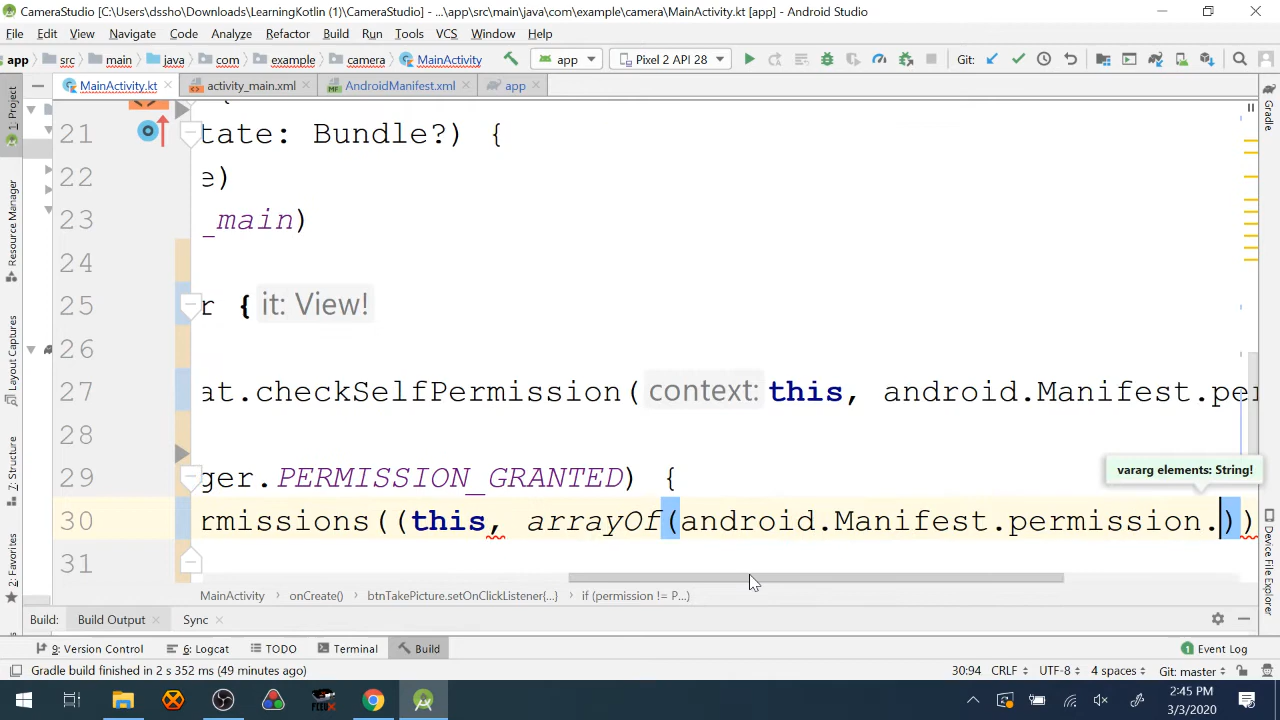 CameraStudio [C:\Users\dssho\Downloads\LearningKotlin (1)\CameraStudio] - ...\app\src\main\java\com\example\camera\MainActivity.kt [app] - Android Studio
File Edit View Navigate Code Analyze Refactor Build Run Tools VCS Window Help
app src main java com example camera MainActivity app Pixel 2 API 28 Git:
MainActivity.kt activity_main.xml AndroidManifest.xml app
1: Project
Resource Manager
Layout Captures
7: Structure
2: Favorites
Gradle
Device File Explorer
{
21 tate: Bundle?) {
22 e)
23 _main)
24
25 r { it: View!
26
27 at.checkSelfPermission( context: this, android.Manifest.pe
28
29 ger.PERMISSION_GRANTED) {
vararg elements: String!
30 rmissions((this, arrayOf(android.Manifest.permission.))
31
MainActivity onCreate() btnTakePicture.setOnClickListener{...} if (permission != P...)
Build: Build Output Sync
9: Version Control 6: Logcat TODO Terminal Build 1 Event Log
Gradle build finished in 2 s 352 ms (49 minutes ago) 30:94 CRLF UTF-8 4 spaces Git: master
2:45 PM
3/3/2020